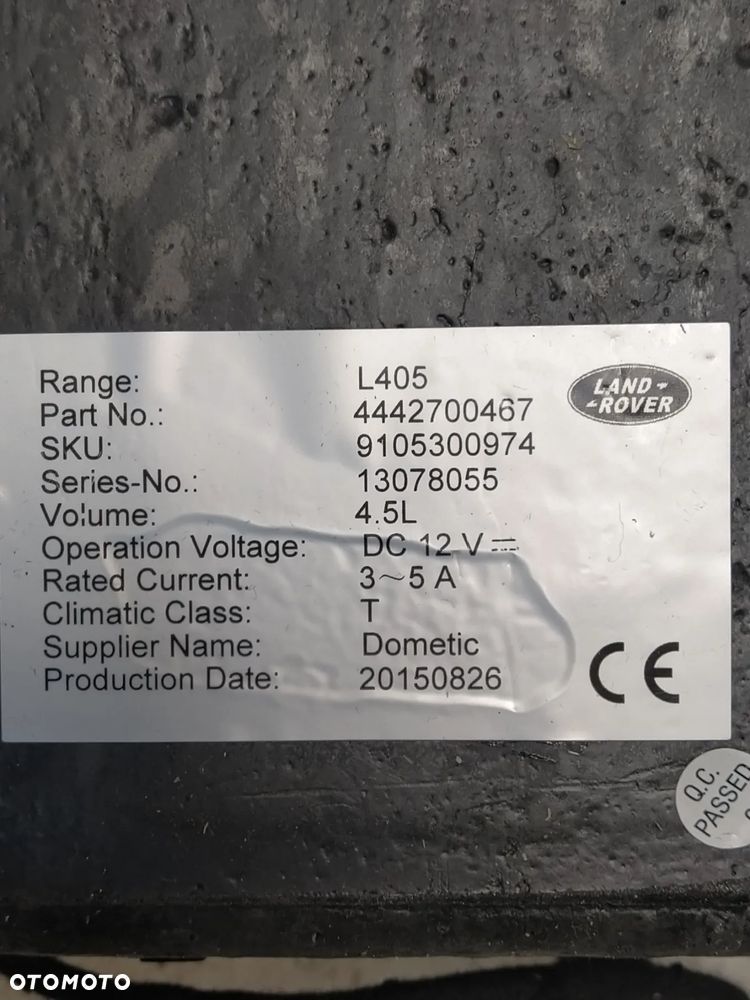 Range: L405
Part No.: 4442700467
SKU: 9105300974
Series-No.: 13078055
Volume: 4.5L
Operation Voltage: DC 12 V⎓
Rated Current: 3~5 A
Climatic Class: T
Supplier Name: Dometic
Production Date: 20150826
LAND-
-ROVER
CE
Q.C.
PASSED
OTOMOTO